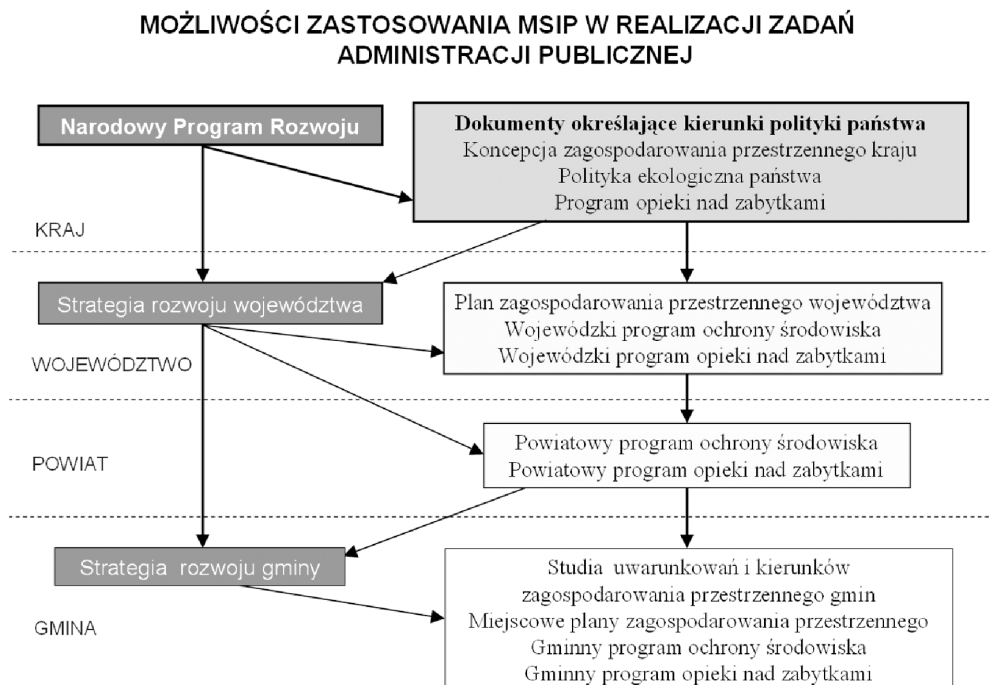 MOŻLIWOŚCI ZASTOSOWANIA MSIP W REALIZACJI ZADAŃ
ADMINISTRACJI PUBLICZNEJ
Narodowy Program Rozwoju
Dokumenty określające kierunki polityki państwa
Koncepcja zagospodarowania przestrzennego kraju
Polityka ekologiczna państwa
Program opieki nad zabytkami
KRAJ
Strategia rozwoju województwa
Plan zagospodarowania przestrzennego województwa
Wojewódzki program ochrony środowiska
Wojewódzki program opieki nad zabytkami
WOJEWÓDZTWO
Powiatowy program ochrony środowiska
Powiatowy program opieki nad zabytkami
POWIAT
Strategia rozwoju gminy
Studia uwarunkowań i kierunków
zagospodarowania przestrzennego gmin
Miejscowe plany zagospodarowania przestrzennego
Gminny program ochrony środowiska
Gminny program opieki nad zabytkami
GMINA